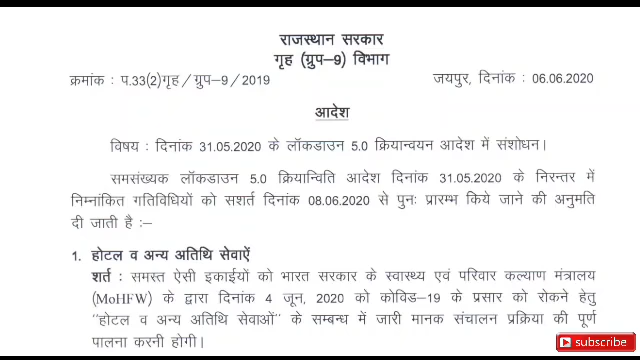 राजस्थान सरकार
गृह (ग्रुप–9) विभाग
क्रमांक : प.33(2)गृह/ग्रुप–9/2019 जयपुर, दिनांक : 06.06.2020
आदेश
विषय : दिनांक 31.05.2020 के लॉकडाउन 5.0 क्रियान्वयन आदेश में संशोधन।
समसंख्यक लॉकडाउन 5.0 क्रियान्विति आदेश दिनांक 31.05.2020 के निरन्तर में
निम्नांकित गतिविधियों को सशर्त दिनांक 08.06.2020 से पुनः प्रारम्भ किये जाने की अनुमति
दी जाती है :–
1. होटल व अन्य अतिथि सेवाऐं
शर्त : समस्त ऐसी इकाईयों को भारत सरकार के स्वास्थ्य एवं परिवार कल्याण मंत्रालय
(MoHFW) के द्वारा दिनांक 4 जून, 2020 को कोविड–19 के प्रसार को रोकने हेतु
"होटल व अन्य अतिथि सेवाओं" के सम्बन्ध में जारी मानक संचालन प्रक्रिया की पूर्ण
पालना करनी होगी।
subscribe